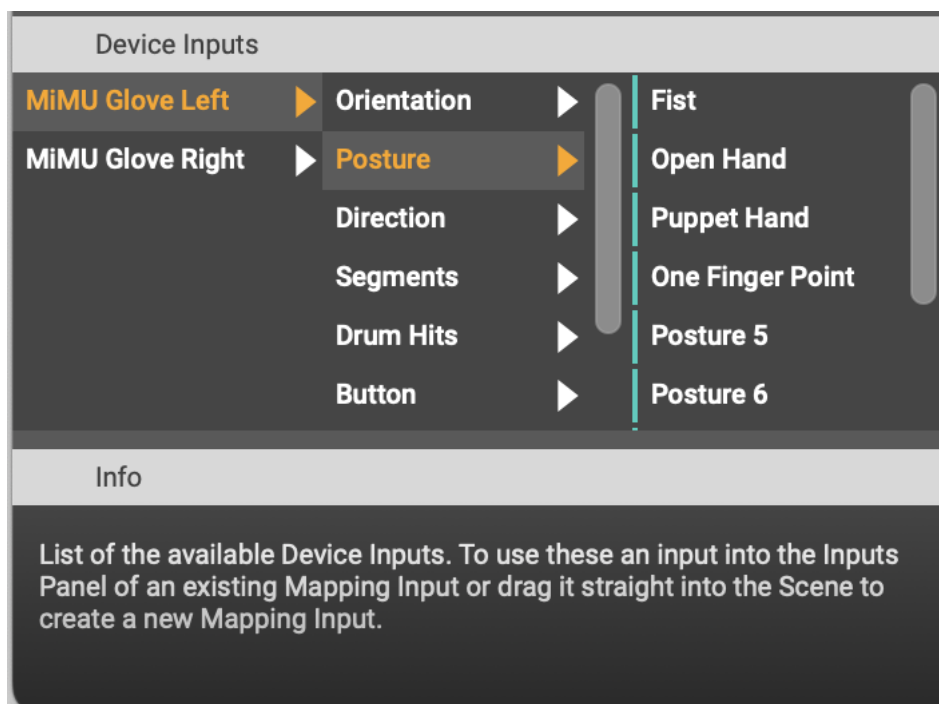 Device Inputs
MiMU Glove Left
MiMU Glove Right
Orientation
Posture
Direction
Segments
Drum Hits
Button
Fist
Open Hand
Puppet Hand
One Finger Point
Posture 5
Posture 6
Info
List of the available Device Inputs. To use these an input into the Inputs
Panel of an existing Mapping Input or drag it straight into the Scene to
create a new Mapping Input.